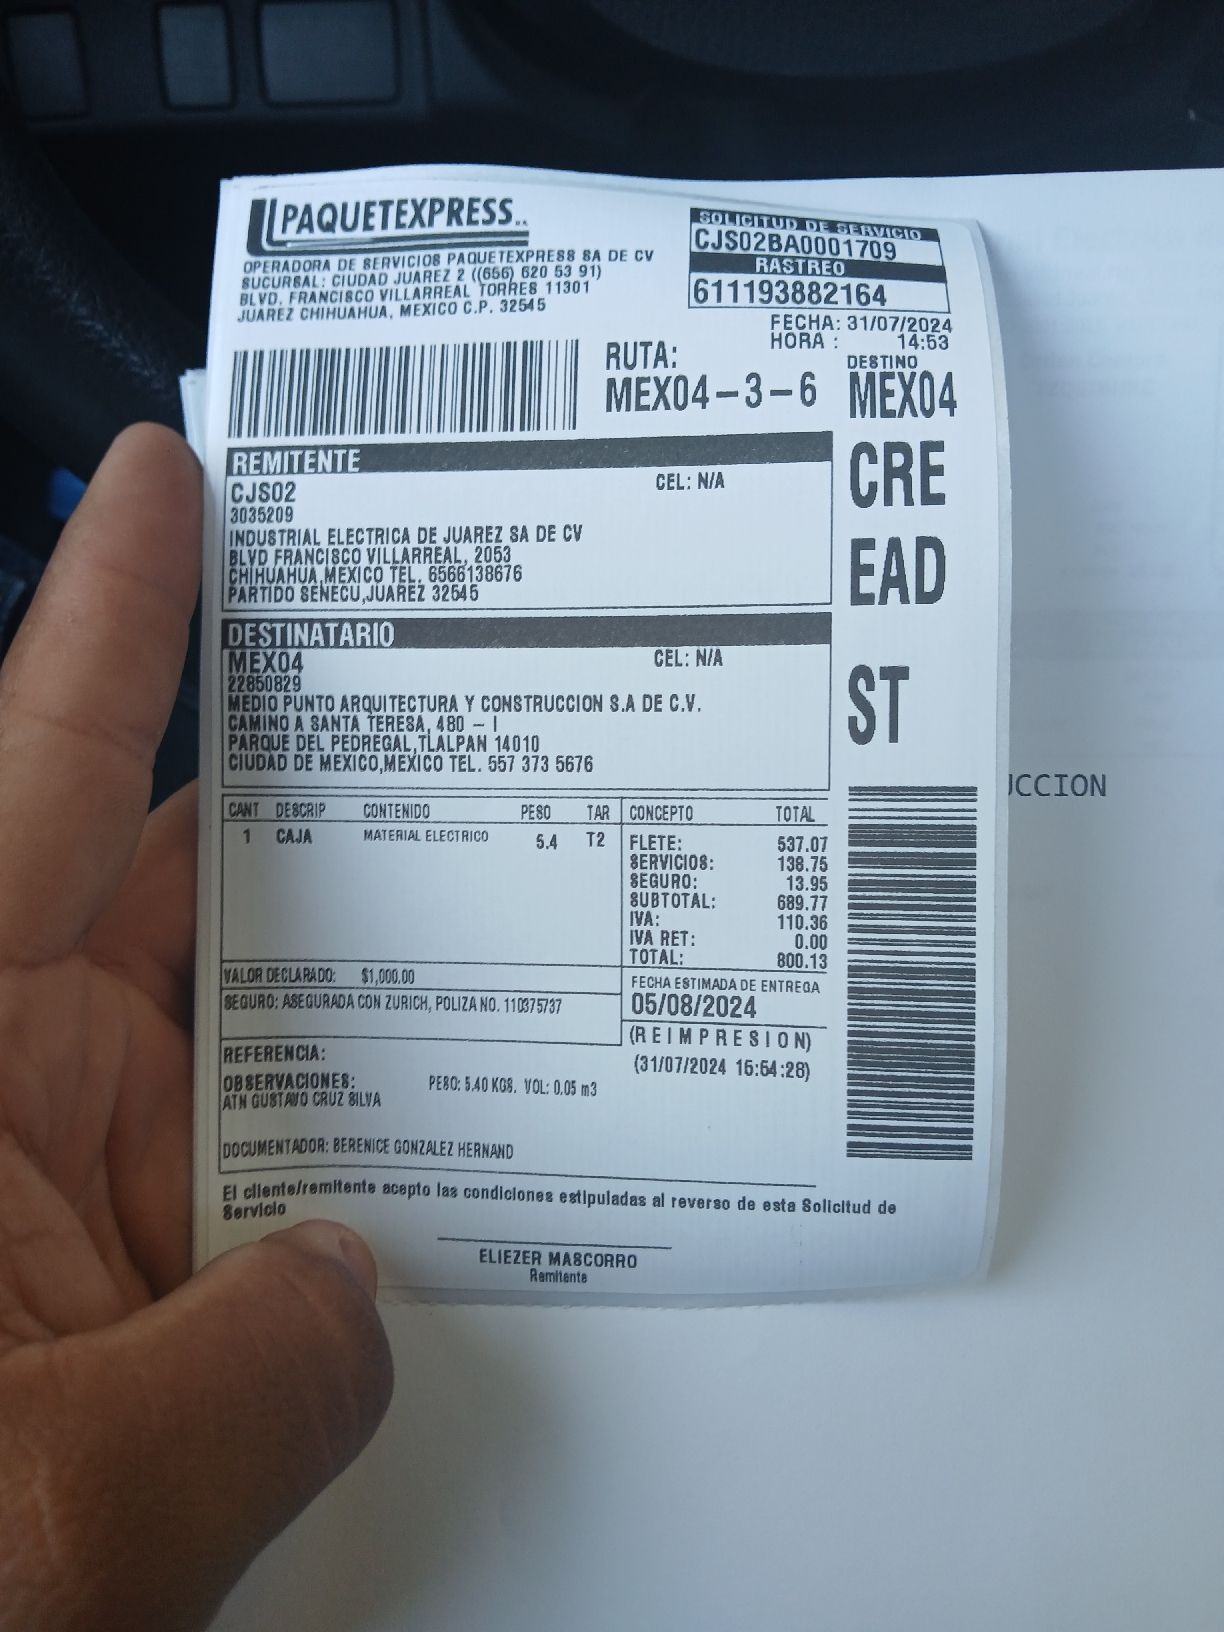 PAQUETEXPRESS..
OPERADORA DE SERVICIOS PAQUETEXPRESS SA DE CV
SUCURSAL: CIUDAD JUAREZ 2 ((656) 620 53 91)
BLVD. FRANCISCO VILLARREAL TORRES 11301
JUAREZ CHIHUAHUA, MEXICO C.P. 32545
SOLICITUD DE SERVICIO
CJS02BA0001709
RASTREO
611193882164
FECHA: 31/07/2024
HORA : 14:53
RUTA:
MEX04-3-6
DESTINO
MEX04
CRE
EAD
ST
REMITENTE
CJS02 CEL: N/A
3035209
INDUSTRIAL ELECTRICA DE JUAREZ SA DE CV
BLVD FRANCISCO VILLARREAL, 2053
CHIHUAHUA,MEXICO TEL. 6566138676
PARTIDO SENECU,JUAREZ 32545
DESTINATARIO
MEX04 CEL: N/A
22850829
MEDIO PUNTO ARQUITECTURA Y CONSTRUCCION S.A DE C.V.
CAMINO A SANTA TERESA, 480 - I
PARQUE DEL PEDREGAL,TLALPAN 14010
CIUDAD DE MEXICO,MEXICO TEL. 557 373 5676
CANT DESCRIP CONTENIDO PESO TAR
1 CAJA MATERIAL ELECTRICO 5.4 T2
CONCEPTO TOTAL
FLETE: 537.07
SERVICIOS: 138.75
SEGURO: 13.95
SUBTOTAL: 689.77
IVA: 110.36
IVA RET: 0.00
TOTAL: 800.13
VALOR DECLARADO: $1,000.00
SEGURO: ASEGURADA CON ZURICH, POLIZA NO. 110375737
FECHA ESTIMADA DE ENTREGA
05/08/2024
(REIMPRESION)
(31/07/2024 15:54:28)
REFERENCIA:
OBSERVACIONES: PESO: 5.40 KGS. VOL: 0.05 m3
ATN GUSTAVO CRUZ SILVA
DOCUMENTADOR: BERENICE GONZALEZ HERNAND
El cliente/remitente acepto las condiciones estipuladas al reverso de esta Solicitud de
Servicio
ELIEZER MASCORRO
Remitente
UCCION